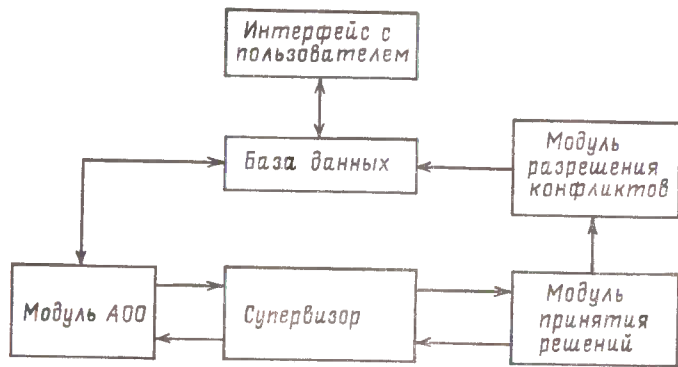 Интерфейс с
пользователем
База данных
Модуль
разрешения
конфликтов
Модуль АОО
Супервизор
Модуль
принятия
решений